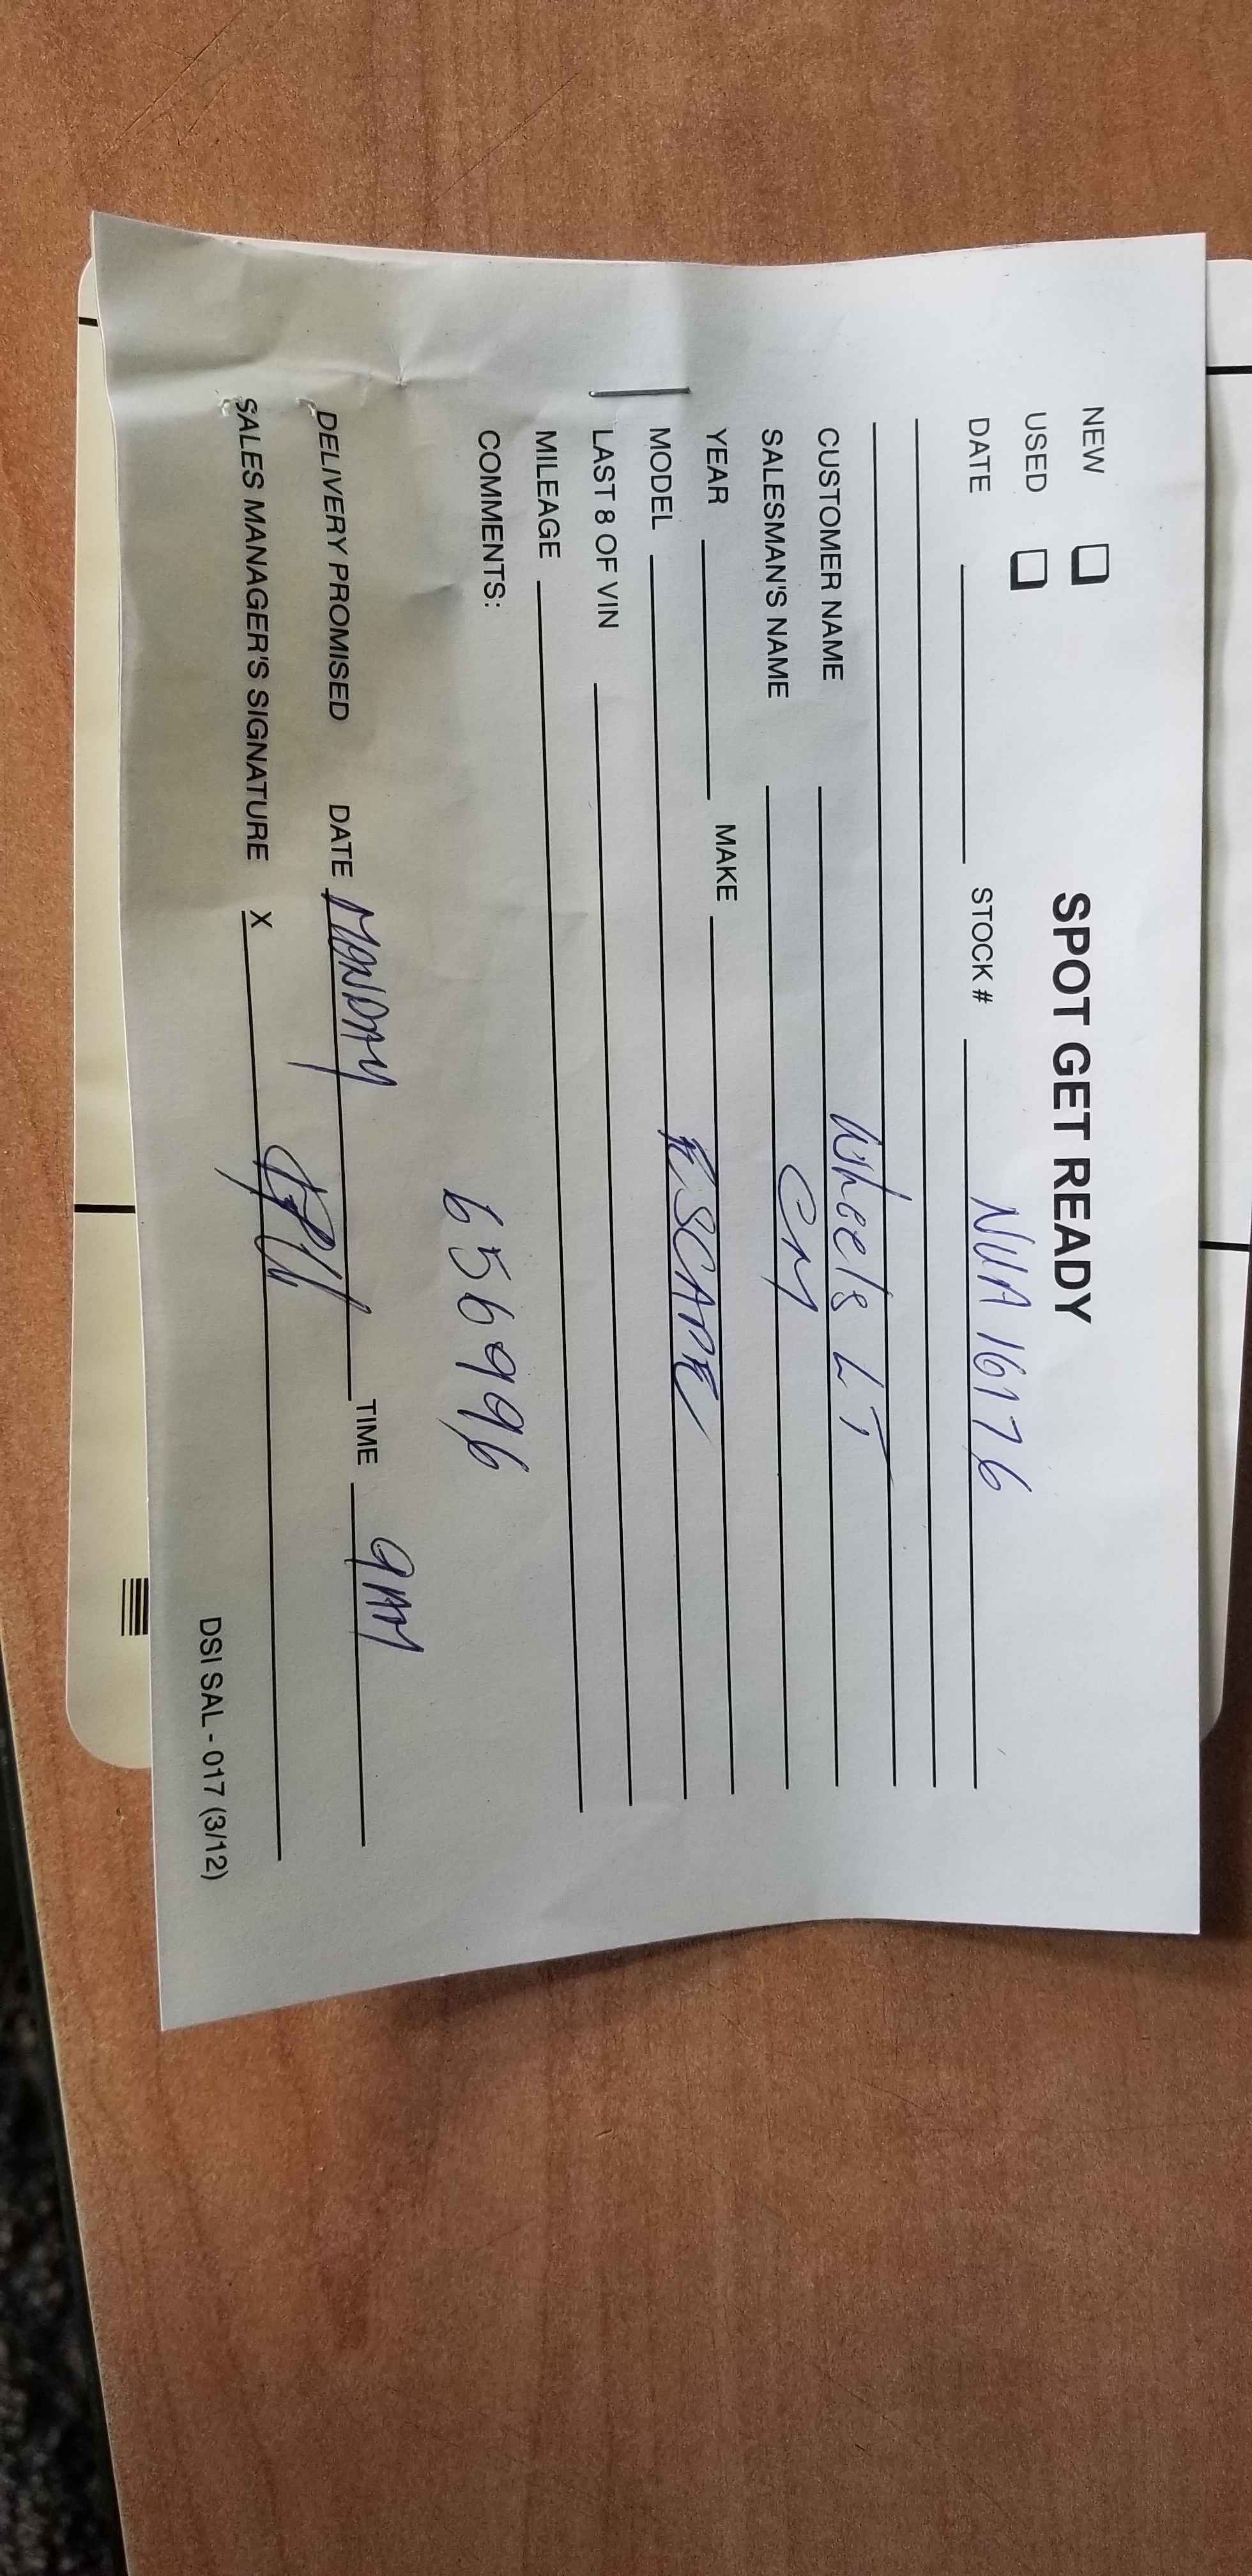 SPOT GET READY
NEW
USED
DATE STOCK # NUA 16176
CUSTOMER NAME Wheels LT
SALESMAN'S NAME CM
YEAR MAKE
MODEL ESCAPE
LAST 8 OF VIN
MILEAGE
COMMENTS: 656996
DELIVERY PROMISED DATE MONDAY TIME 9AM
SALES MANAGER'S SIGNATURE X
DSI SAL - 017 (3/12)